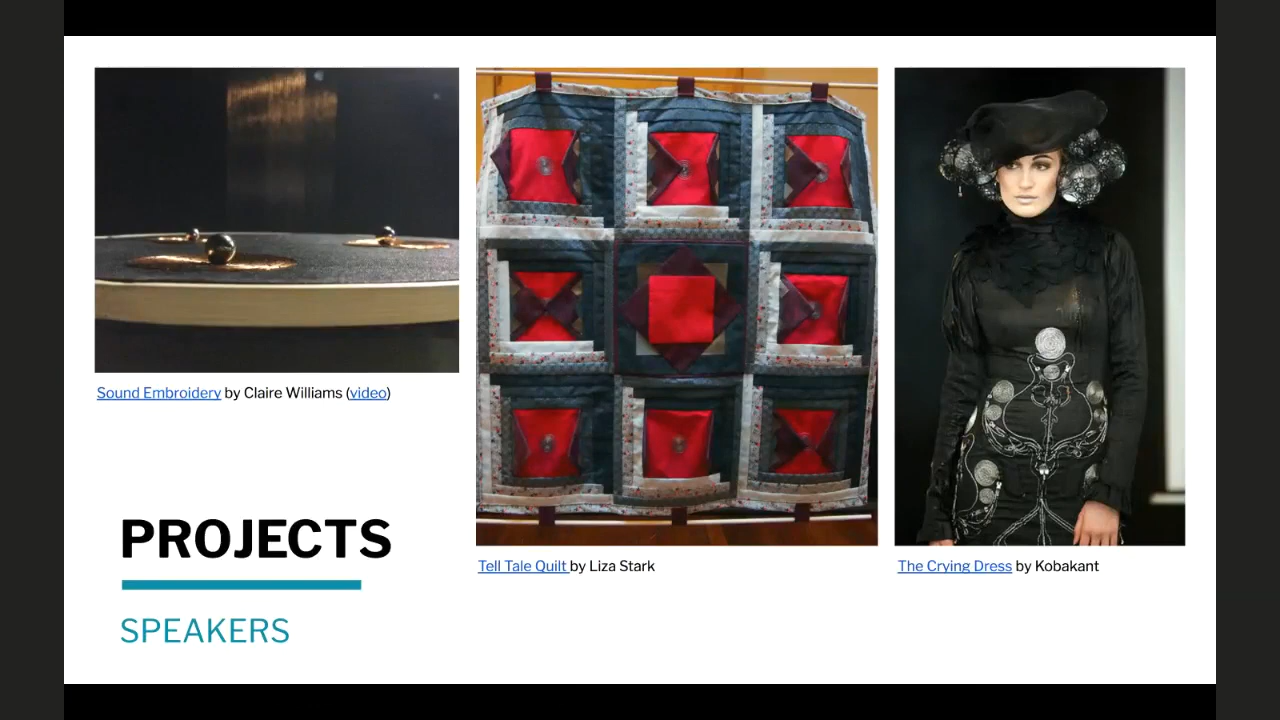 Sound Embroidery by Claire Williams (video)
PROJECTS
SPEAKERS
Tell Tale Quilt by Liza Stark
The Crying Dress by Kobakant